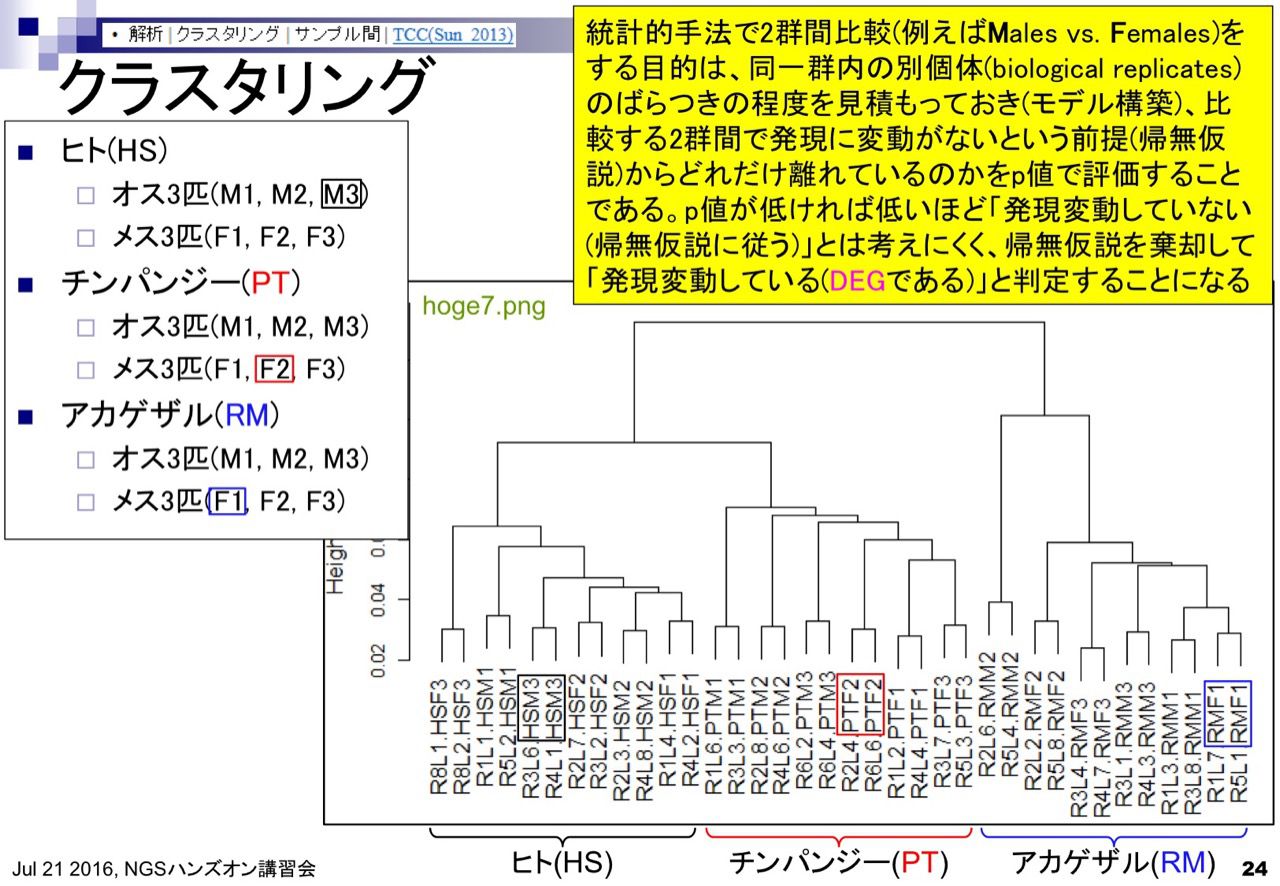 • 解析 | クラスタリング | サンプル間 | TCC(Sun_2013)
クラスタリング
統計的手法で2群間比較(例えばMales vs. Females)を
する目的は、同一群内の別個体(biological replicates)
のばらつきの程度を見積もっておき(モデル構築)、比
較する2群間で発現に変動がないという前提(帰無仮
説)からどれだけ離れているのかをp値で評価すること
である。p値が低ければ低いほど「発現変動していない
(帰無仮説に従う)」とは考えにくく、帰無仮説を棄却して
「発現変動している(DEGである)」と判定することになる
ヒト(HS)
オス3匹(M1, M2, M3)
メス3匹(F1, F2, F3)
チンパンジー(PT)
オス3匹(M1, M2, M3)
メス3匹(F1, F2, F3)
アカゲザル(RM)
オス3匹(M1, M2, M3)
メス3匹(F1, F2, F3)
hoge7.png
0.04
0.02
R8L1.HSF3
R8L2.HSF3
R1L1.HSM1
R5L2.HSM1
R3L6.HSM3
R4L1.HSM3
R2L7.HSF2
R3L2.HSF2
R2L3.HSM2
R4L8.HSM2
R1L4.HSF1
R4L2.HSF1
R1L6.PTM1
R3L3.PTM1
R2L8.PTM2
R4L6.PTM2
R6L2.PTM3
R6L4.PTM3
R2L4.PTF2
R6L6.PTF2
R1L2.PTF1
R4L4.PTF1
R3L7.PTF3
R5L3.PTF3
R2L6.RMM2
R5L4.RMM2
R2L2.RMF2
R5L8.RMF2
R3L4.RMF3
R4L7.RMF3
R3L1.RMM3
R4L3.RMM3
R1L3.RMM1
R3L8.RMM1
R1L7.RMF1
R5L1.RMF1
ヒト(HS)
チンパンジー(PT)
アカゲザル(RM)
Jul 21 2016, NGSハンズオン講習会
24